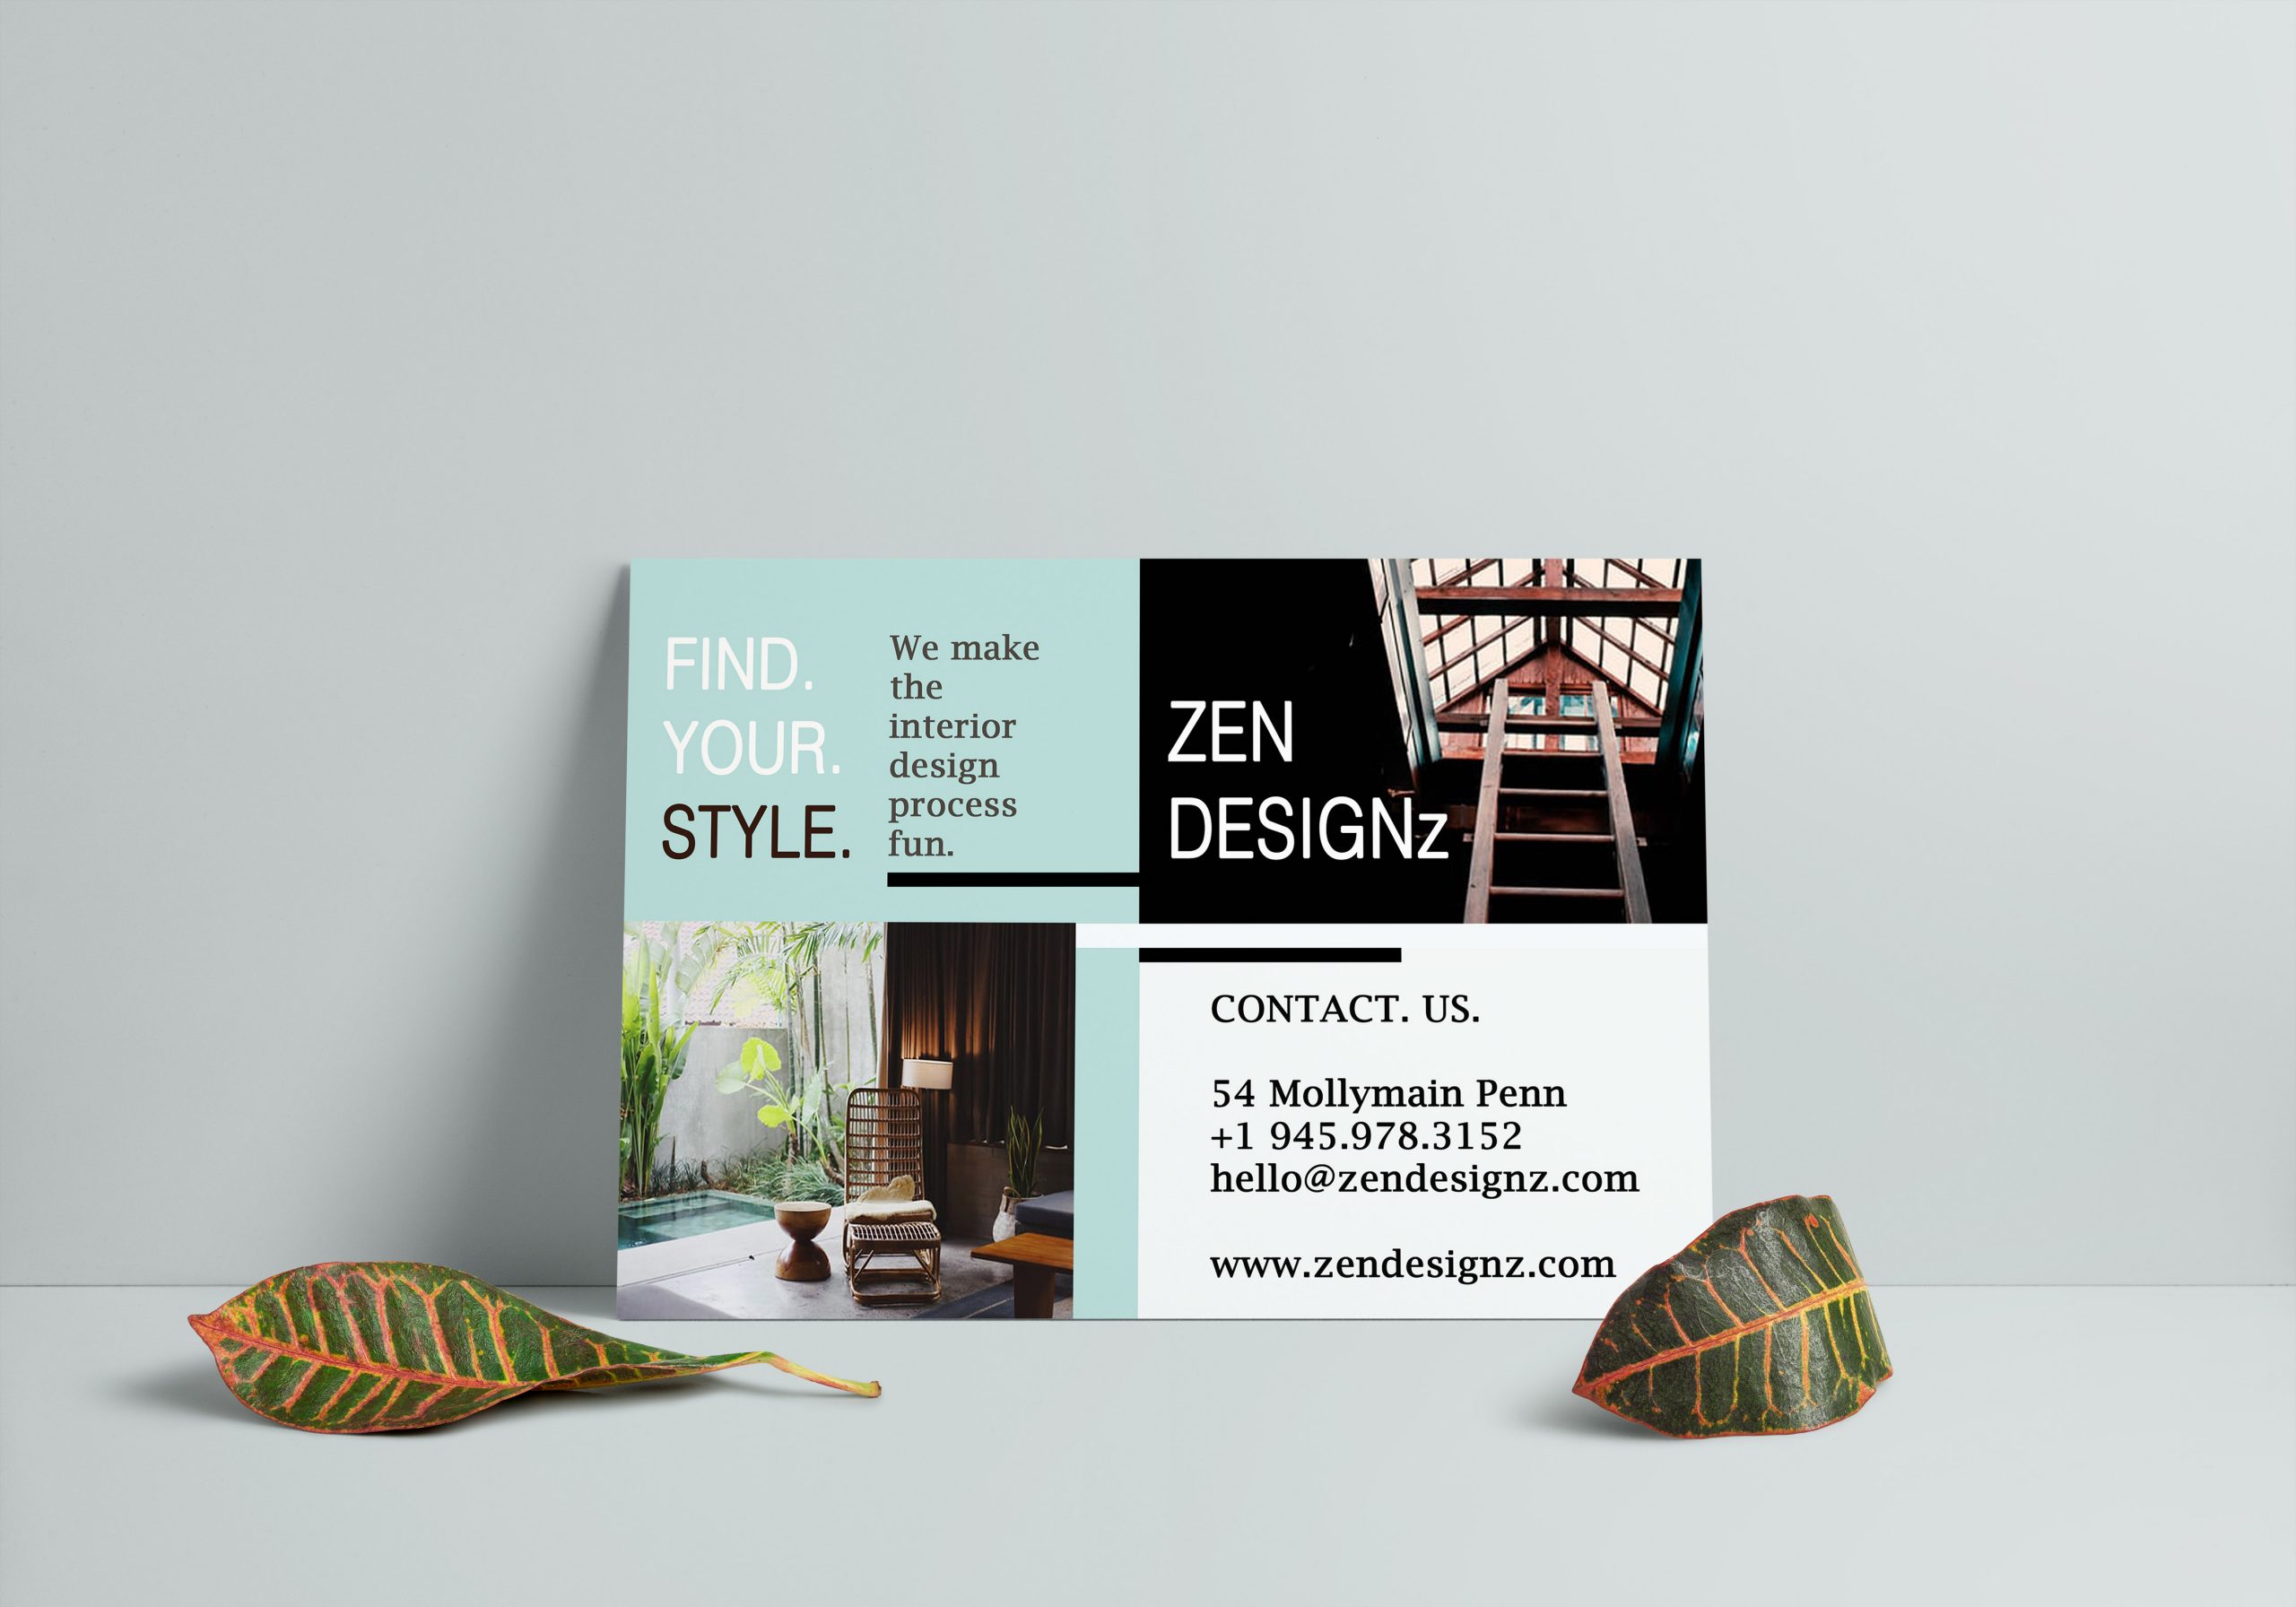 FIND.
YOUR.
STYLE.
We make
the
interior
design
process
fun.
ZEN
DESIGNz
CONTACT. US.
54 Mollymain Penn
+1 945.978.3152
hello@zendesignz.com
www.zendesignz.com